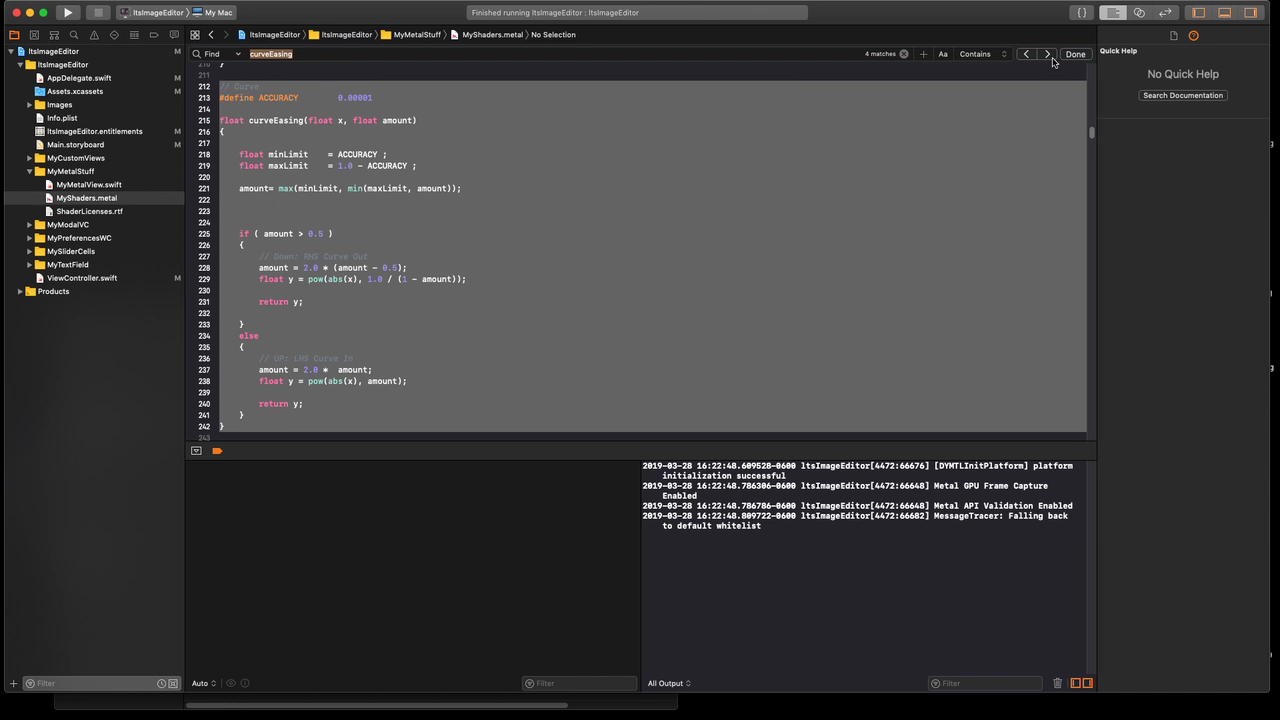 ltsImageEditor
My Mac
Finished running ltsImageEditor : ltsImageEditor
{}
ltsImageEditor
ltsImageEditor
MyMetalStuff
MyShaders.metal
No Selection
Find
curveEasing
4 matches
Aa
Contains
Done
ltsImageEditor M
ltsImageEditor
AppDelegate.swift M
Assets.xcassets M
Images
Info.plist
ltsImageEditor.entitlements M
Main.storyboard M
MyCustomViews
MyMetalStuff
MyMetalView.swift
MyShaders.metal
ShaderLicenses.rtf
MyModalVC
MyPreferencesWC
MySliderCells
MyTextField
ViewController.swift M
Products
Filter
210 }
211
212 // Curve
213 #define ACCURACY 0.00001
214
215 float curveEasing(float x, float amount)
216 {
217
218 float minLimit = ACCURACY ;
219 float maxLimit = 1.0 - ACCURACY ;
220
221 amount= max(minLimit, min(maxLimit, amount));
222
223
224
225 if ( amount > 0.5 )
226 {
227 // Down: RHS Curve Out
228 amount = 2.0 * (amount - 0.5);
229 float y = pow(abs(x), 1.0 / (1 - amount));
230
231 return y;
232
233 }
234 else
235 {
236 // UP: LHS Curve In
237 amount = 2.0 * amount;
238 float y = pow(abs(x), amount);
239
240 return y;
241 }
242 }
243
Auto
Filter
2019-03-28 16:22:48.609528-0600 ltsImageEditor[4472:66676] [DYMTLInitPlatform] platform
initialization successful
2019-03-28 16:22:48.786306-0600 ltsImageEditor[4472:66648] Metal GPU Frame Capture
Enabled
2019-03-28 16:22:48.786786-0600 ltsImageEditor[4472:66648] Metal API Validation Enabled
2019-03-28 16:22:48.809722-0600 ltsImageEditor[4472:66682] MessageTracer: Falling back
to default whitelist
All Output
Filter
Quick Help
No Quick Help
Search Documentation